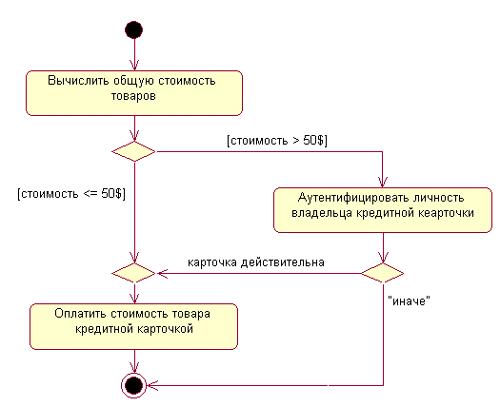 Вычислить общую стоимость
товаров
[стоимость > 50$]
[стоимость <= 50$]
Аутентифицировать личность
владельца кредитной кеарточки
карточка действительна
"иначе"
Оплатить стоимость товара
кредитной карточкой